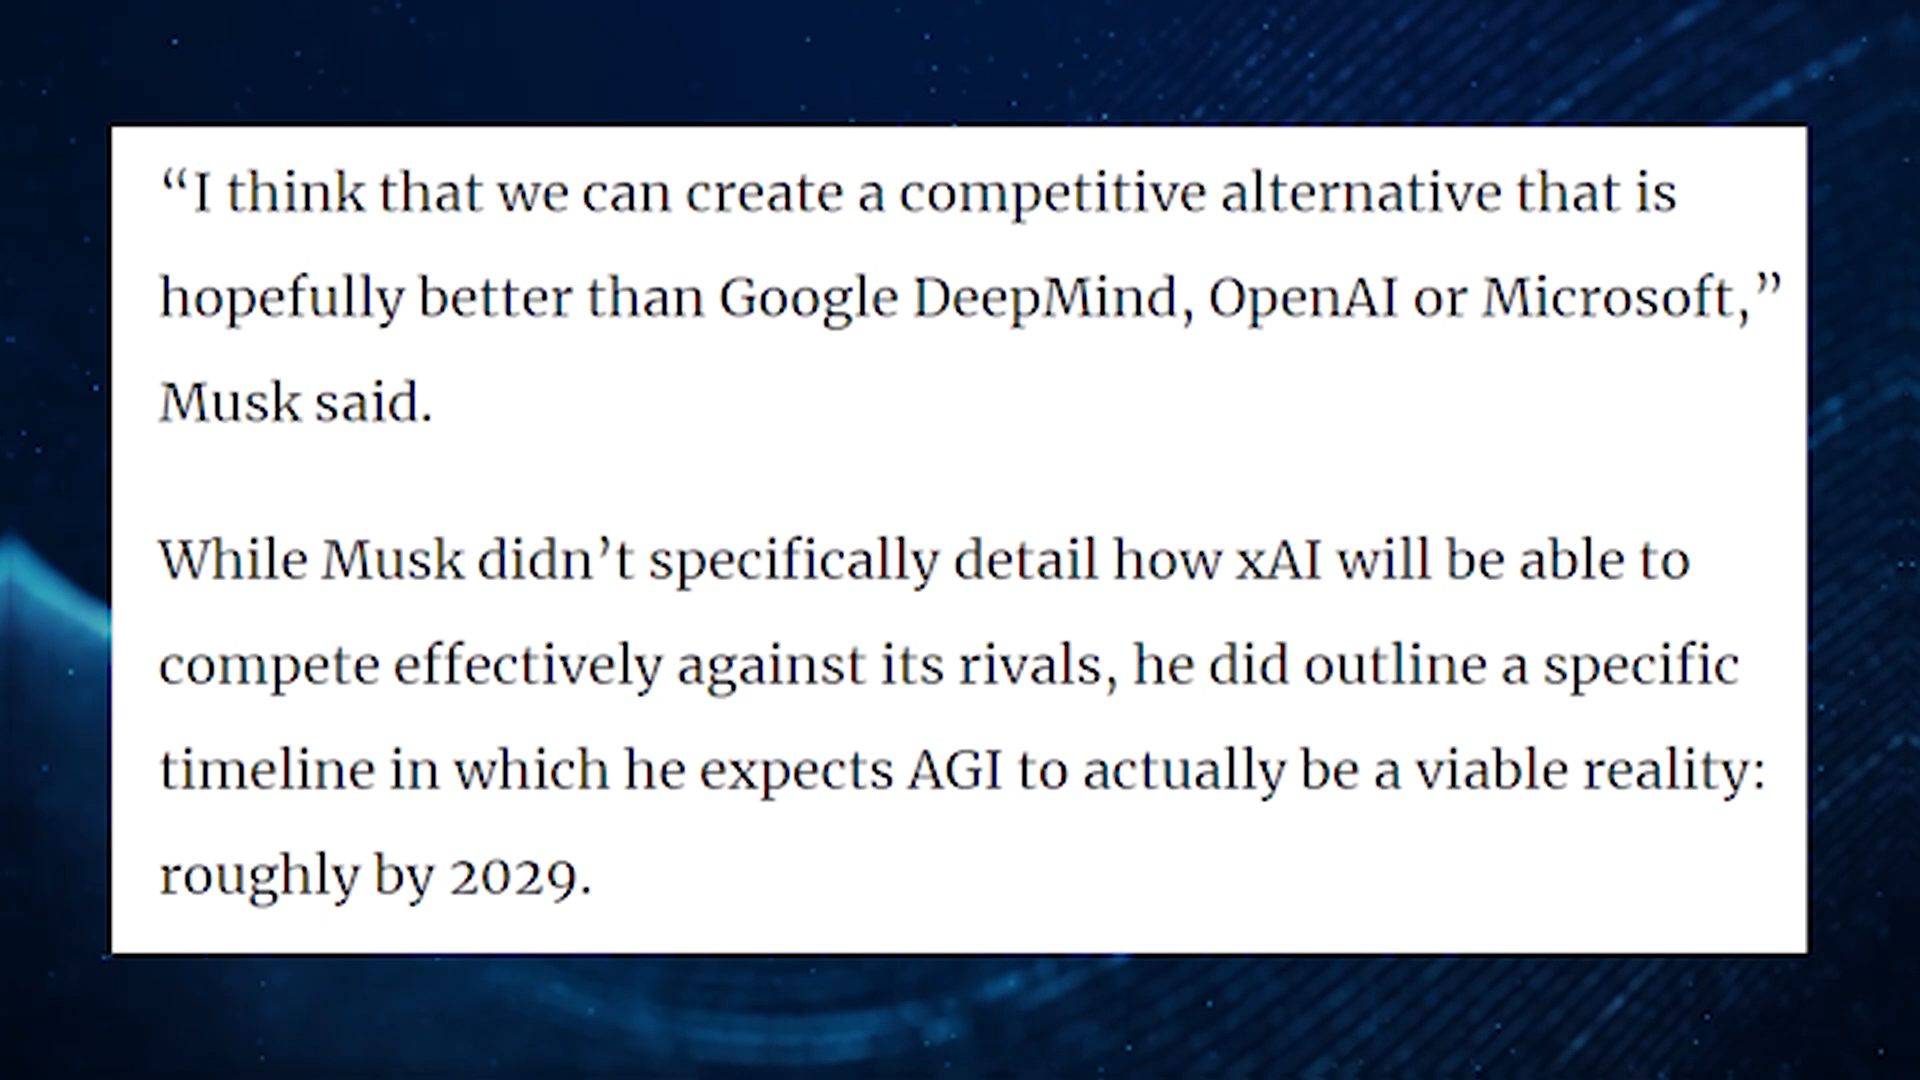 “I think that we can create a competitive alternative that is
hopefully better than Google DeepMind, OpenAI or Microsoft,”
Musk said.
While Musk didn’t specifically detail how xAI will be able to
compete effectively against its rivals, he did outline a specific
timeline in which he expects AGI to actually be a viable reality:
roughly by 2029.